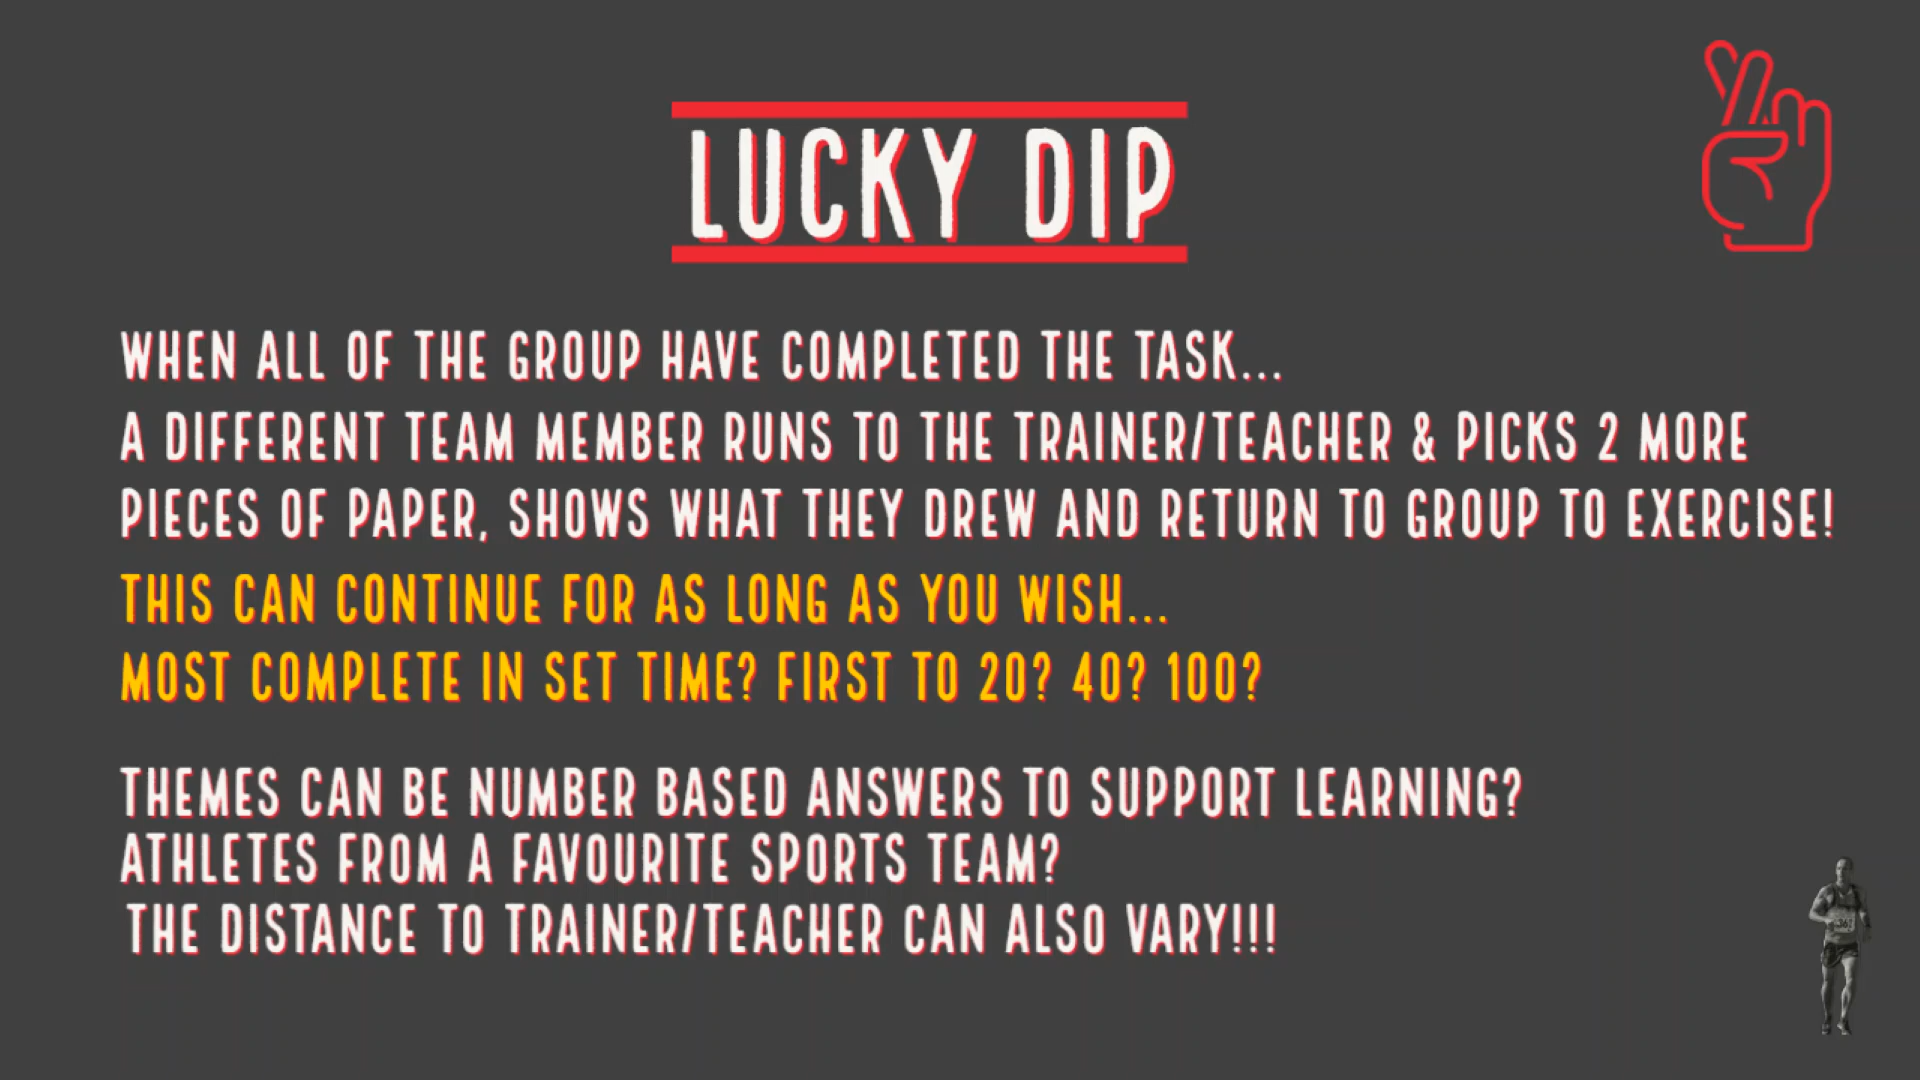 LUCKY DIP
WHEN ALL OF THE GROUP HAVE COMPLETED THE TASK...
A DIFFERENT TEAM MEMBER RUNS TO THE TRAINER/TEACHER & PICKS 2 MORE
PIECES OF PAPER, SHOWS WHAT THEY DREW AND RETURN TO GROUP TO EXERCISE!
THIS CAN CONTINUE FOR AS LONG AS YOU WISH...
MOST COMPLETE IN SET TIME? FIRST TO 20? 40? 100?
THEMES CAN BE NUMBER BASED ANSWERS TO SUPPORT LEARNING?
ATHLETES FROM A FAVOURITE SPORTS TEAM?
THE DISTANCE TO TRAINER/TEACHER CAN ALSO VARY!!!